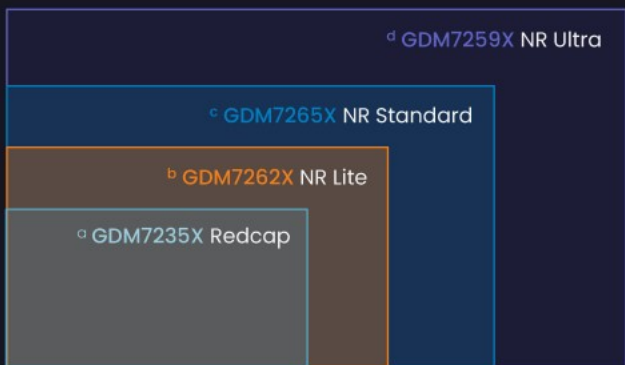 d GDM7259X NR Ultra
c GDM7265X NR Standard
b GDM7262X NR Lite
a GDM7235X Redcap